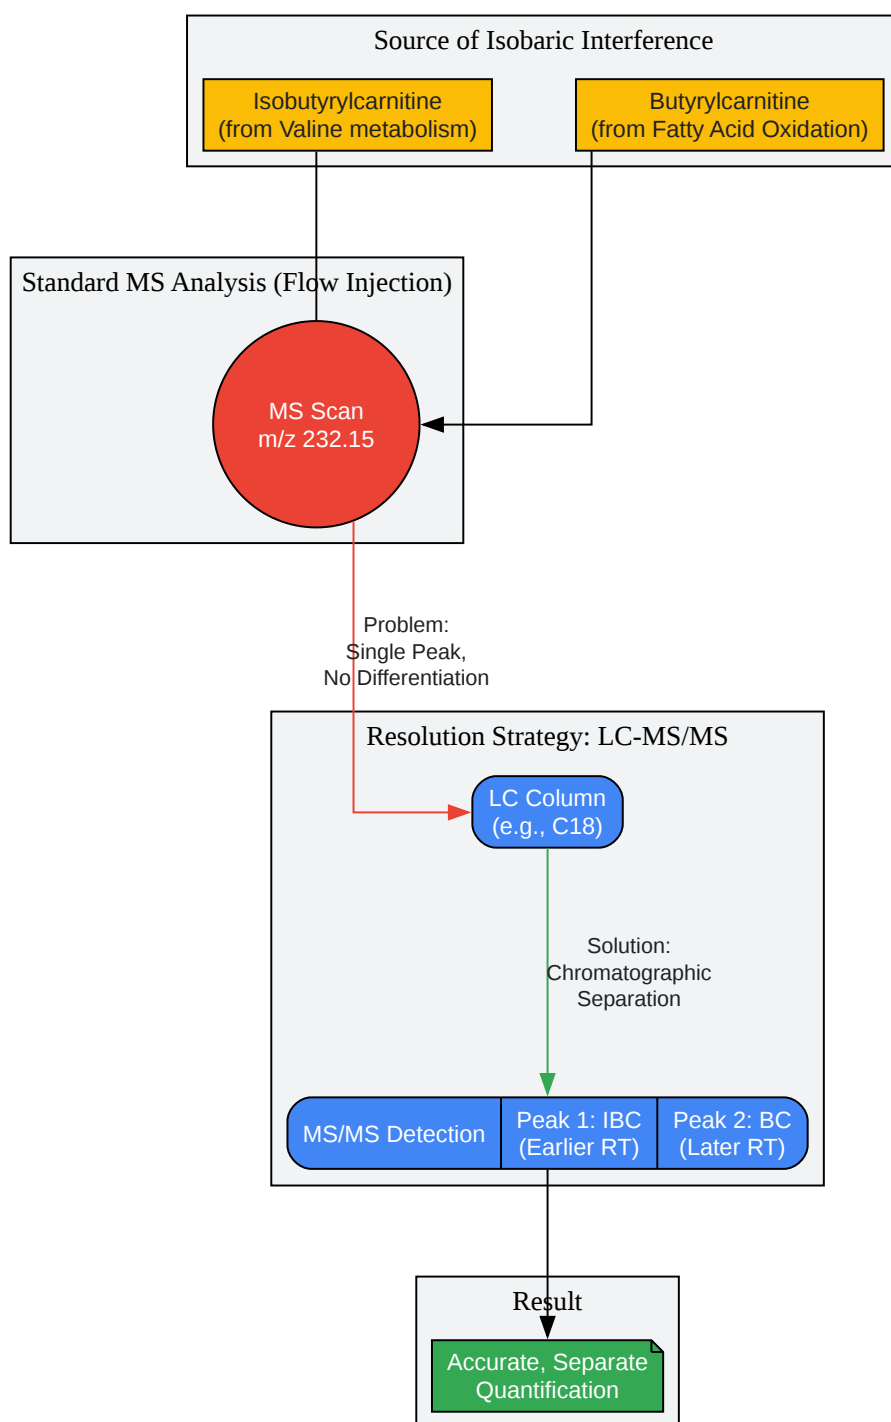 Source of Isobaric Interference
Isobutyrylcarnitine
(from Valine metabolism)
Butyrylcarnitine
(from Fatty Acid Oxidation)
Standard MS Analysis (Flow Injection)
MS Scan
m/z 232.15
Problem:
Single Peak,
No Differentiation
Resolution Strategy: LC-MS/MS
LC Column
(e.g., C18)
Solution:
Chromatographic
Separation
MS/MS Detection
Peak 1: IBC
(Earlier RT)
Peak 2: BC
(Later RT)
Result
Accurate, Separate
Quantification